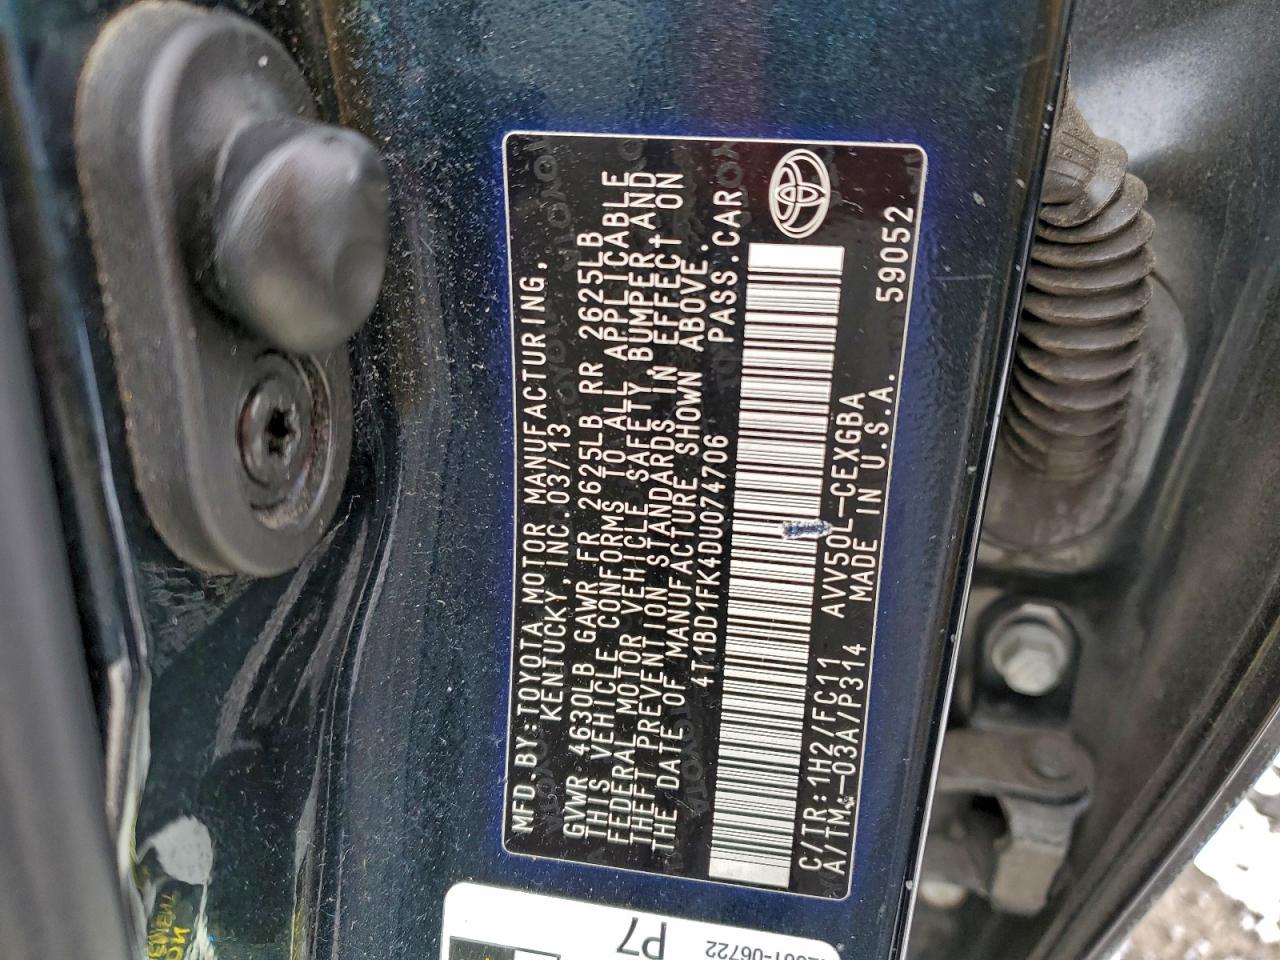 MFD.BY:TOYOTA MOTOR MANUFACTURING,
KENTUCKY,INC.03/13
GVWR 4630LB GAWR FR 2625LB RR 2625LB
THIS VEHICLE CONFORMS TO ALL APPLICABLE
FEDERAL MOTOR VEHICLE SAFETY,BUMPER,AND
THEFT PREVENTION STANDARDS IN EFFECT ON
THE DATE OF MANUFACTURE SHOWN ABOVE.
4T1BD1FK4DU074706 PASS.CAR
C/TR:1H2/FC11 AVV50L-CEXGBA
A/TM:-03A/P314 MADE IN U.S.A. 59052
P7
-06722